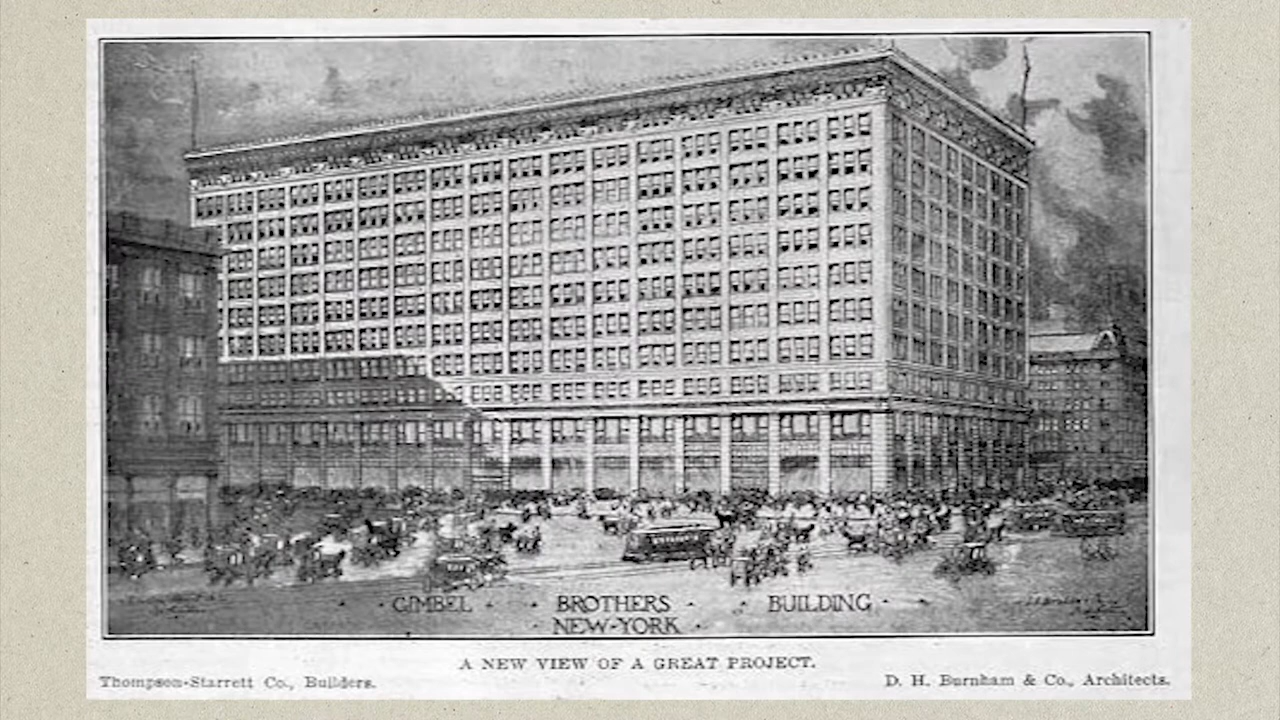 GIMBEL BROTHERS BUILDING
NEW-YORK
A NEW VIEW OF A GREAT PROJECT.
Thompson-Starrett Co., Builders.
D. H. Burnham & Co., Architects.